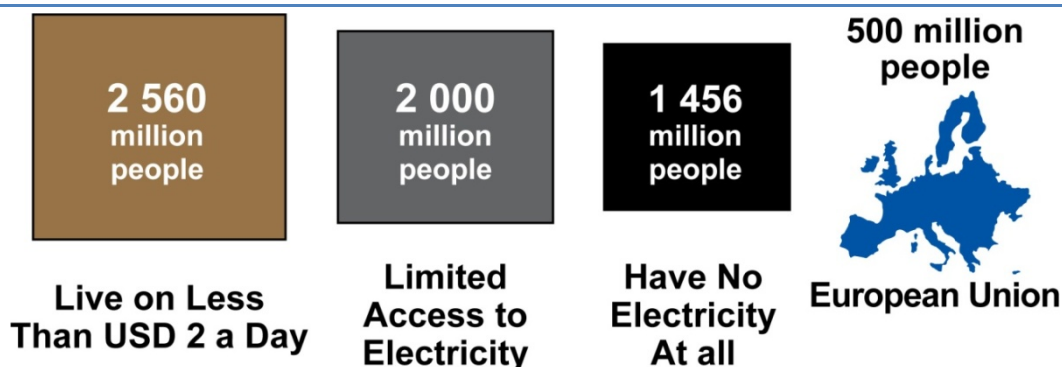 2 560
million
people
Live on Less
Than USD 2 a Day
2 000
million
people
Limited
Access to
Electricity
1 456
million
people
Have No
Electricity
At all
500 million
people
European Union